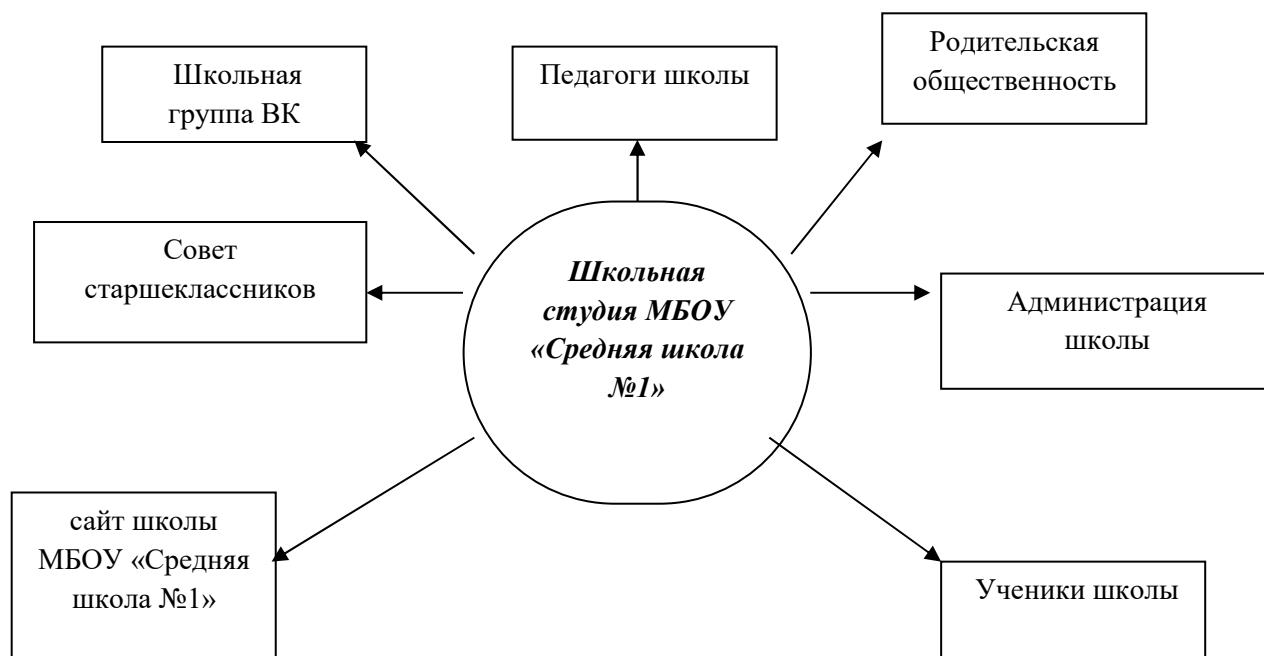 Школьная
группа ВК
Педагоги школы
Родительская
общественность
Совет
старшеклассников
Школьная
студия МБОУ
«Средняя школа
№1»
Администрация
школы
сайт школы
МБОУ «Средняя
школа №1»
Ученики школы